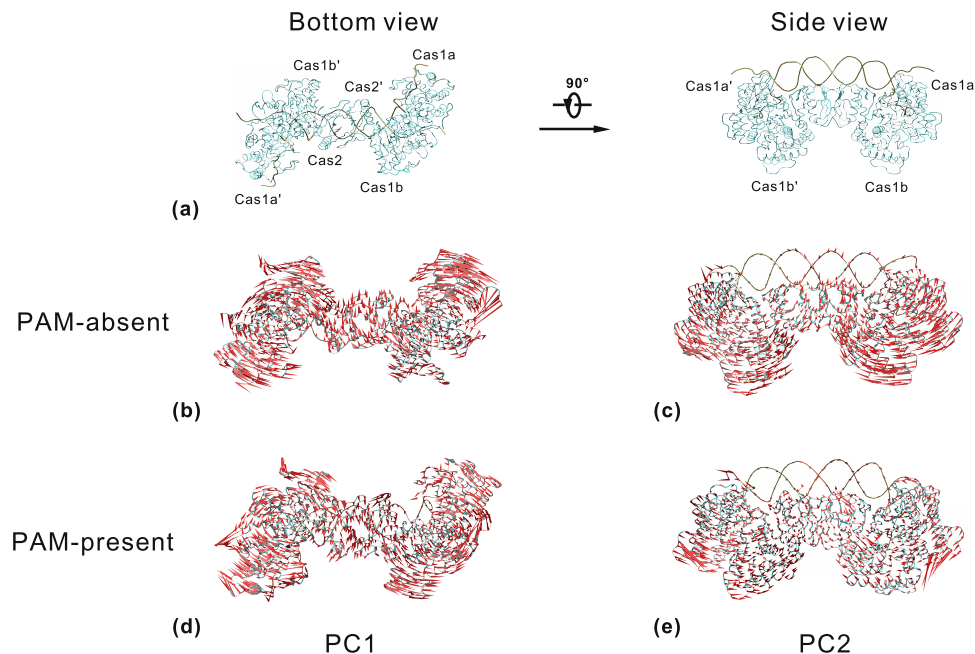 Bottom view
Side view
Cas1a
Cas1b'
Cas2'
Cas2
Cas1b
Cas1a'
90°
Cas1a'
Cas1a
Cas1b'
Cas1b
(a)
PAM-absent
(b)
(c)
PAM-present
(d)
(e)
PC1
PC2